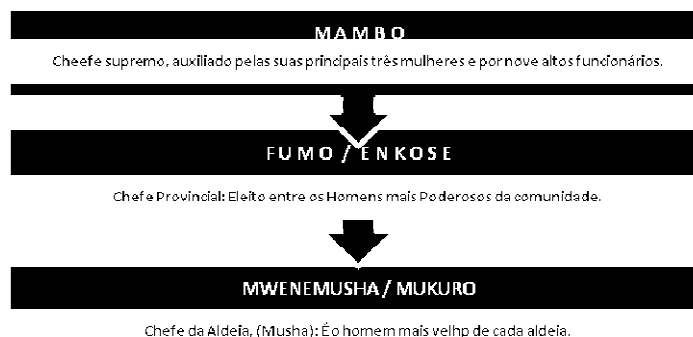 MAMBO
Cheefe supremo, auxiliado pelas suas principais três mulheres e por nove altos funcionários.
FUMO / ENKOSE
Chefe Provincial: Eleito entre os Homens mais Poderosos da comunidade.
MWENEMUSHA / MUKURO
Chefe da Aldeia, (Musha): É o homem mais velhp de cada aldeia.